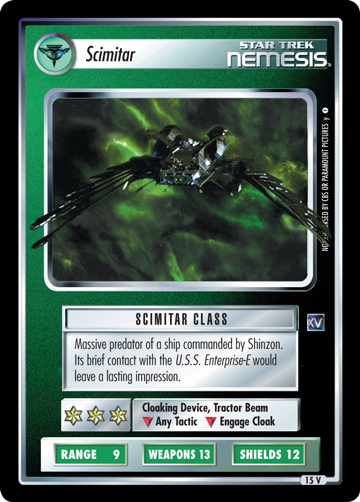 Scimitar
STAR TREK
NEMESIS
SCIMITAR CLASS
Massive predator of a ship commanded by Shinzon.
Its brief contact with the U.S.S. Enterprise-E would
leave a lasting impression.
Cloaking Device, Tractor Beam
Any Tactic Engage Cloak
RANGE 9 WEAPONS 13 SHIELDS 12
15 V